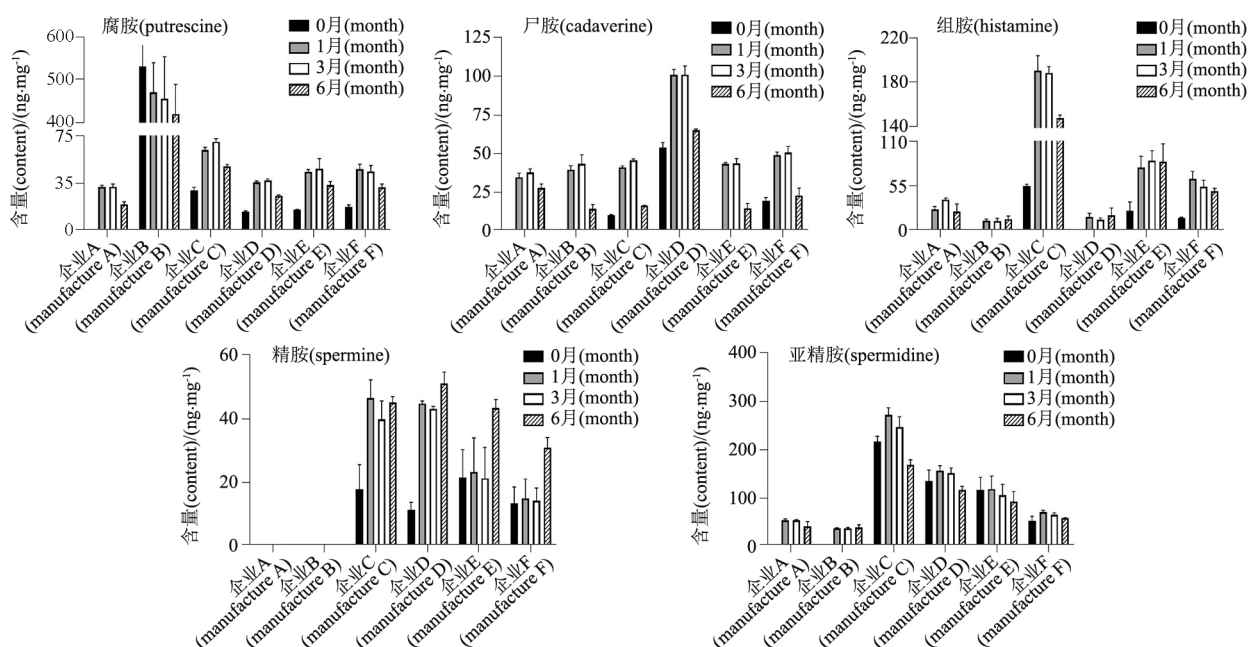 腐胺(putrescine)
0月(month)
1月(month)
3月(month)
6月(month)
含量(content)/(ng·mg⁻¹)
600
500
400
75
35
0
企业A
(manufacture A)
企业B
(manufacture B)
企业C
(manufacture C)
企业D
(manufacture D)
企业E
(manufacture E)
企业F
(manufacture F)
尸胺(cadaverine)
0月(month)
1月(month)
3月(month)
6月(month)
含量(content)/(ng·mg⁻¹)
125
100
75
50
25
0
企业A
(manufacture A)
企业B
(manufacture B)
企业C
(manufacture C)
企业D
(manufacture D)
企业E
(manufacture E)
企业F
(manufacture F)
组胺(histamine)
0月(month)
1月(month)
3月(month)
6月(month)
含量(content)/(ng·mg⁻¹)
220
180
140
110
55
0
企业A
(manufacture A)
企业B
(manufacture B)
企业C
(manufacture C)
企业D
(manufacture D)
企业E
(manufacture E)
企业F
(manufacture F)
精胺(spermine)
0月(month)
1月(month)
3月(month)
6月(month)
含量(content)/(ng·mg⁻¹)
60
40
20
0
企业A
(manufacture A)
企业B
(manufacture B)
企业C
(manufacture C)
企业D
(manufacture D)
企业E
(manufacture E)
企业F
(manufacture F)
亚精胺(spermidine)
0月(month)
1月(month)
3月(month)
6月(month)
含量(content)/(ng·mg⁻¹)
400
300
200
100
0
企业A
(manufacture A)
企业B
(manufacture B)
企业C
(manufacture C)
企业D
(manufacture D)
企业E
(manufacture E)
企业F
(manufacture F)